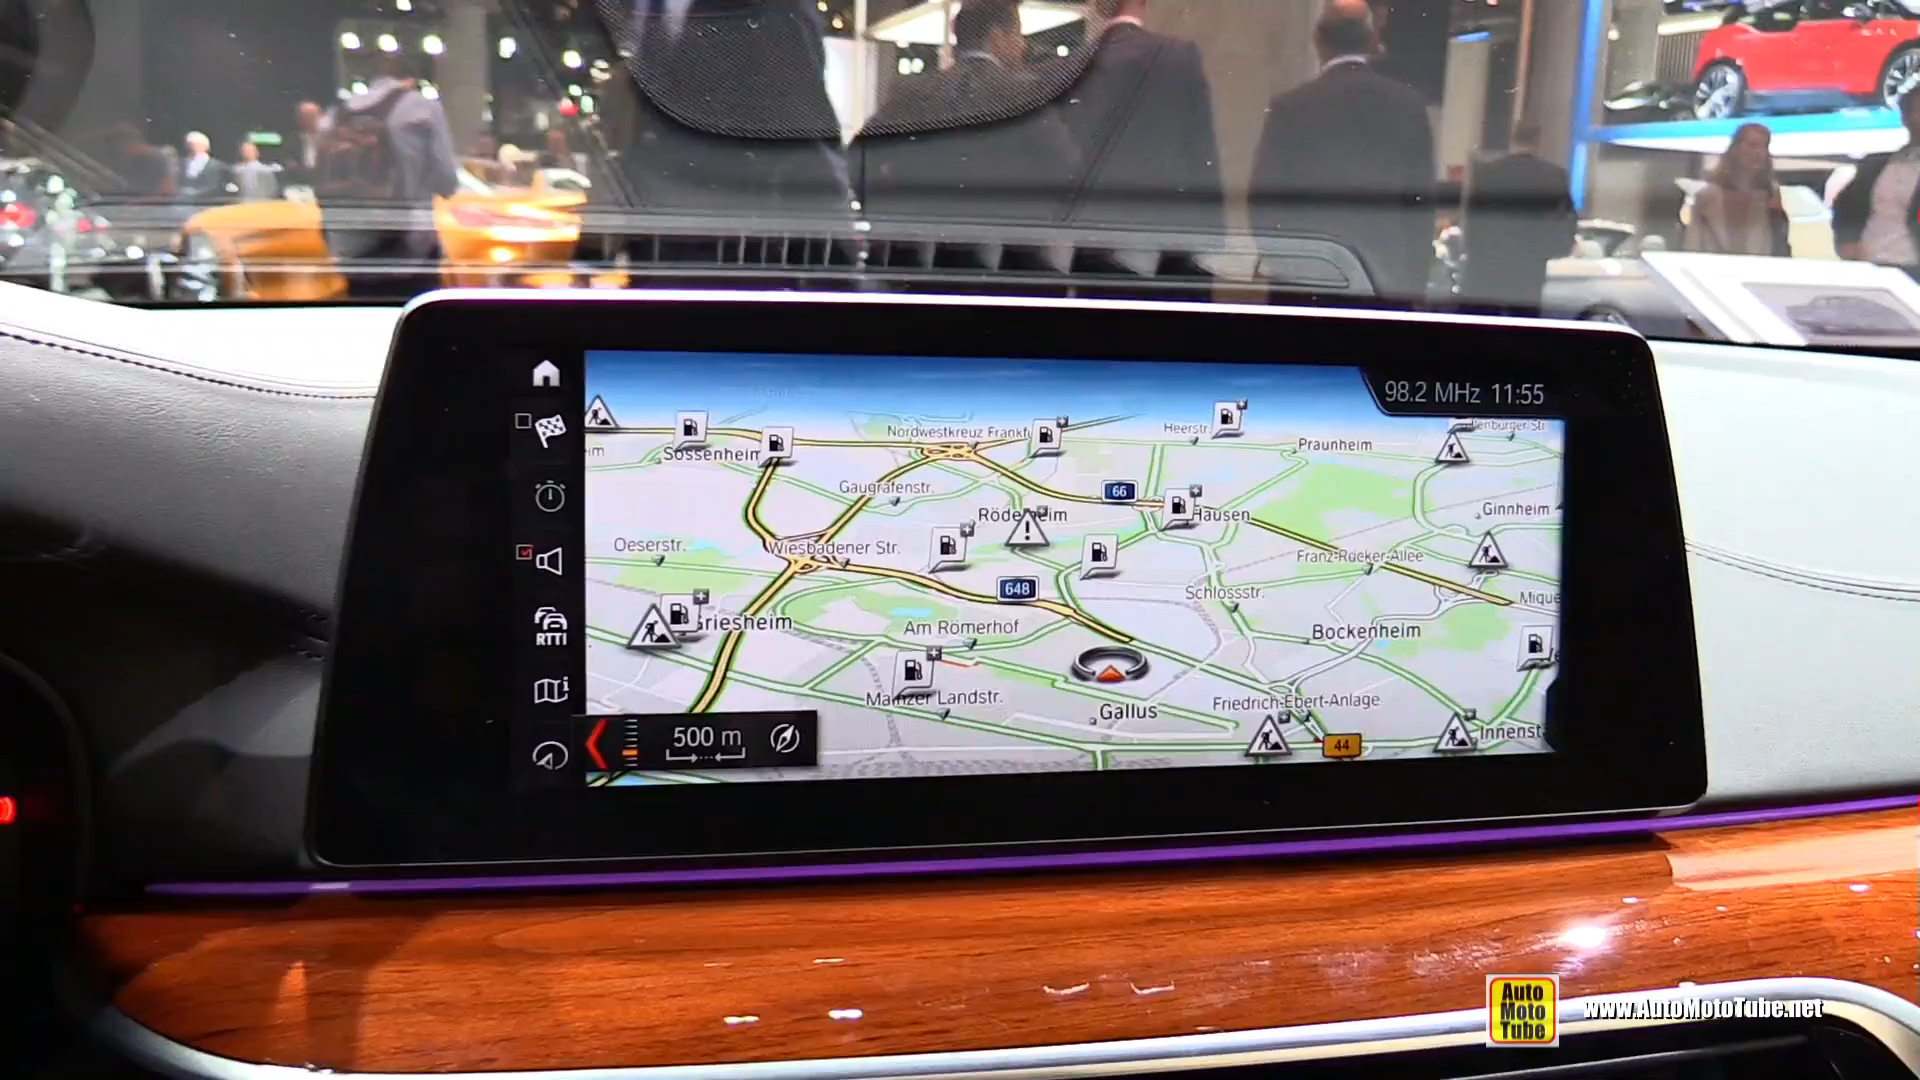 98.2 MHz 11:55
Nordwestkreuz Frankf
Heerstr.
Praunheim
Sossenheim
Gaugrafenstr.
66
Ginnheim
Hausen
Oeserstr.
Wiesbadener Str.
Franz-Rücker-Allee
648
Schlossstr.
Mique
Griesheim
Am Römerhof
Bockenheim
RTTI
Mainzer Landstr.
Gallus
Friedrich-Ebert-Anlage
500 m
44
Innenst
Auto
Moto
Tube
www.AutoMotoTube.net